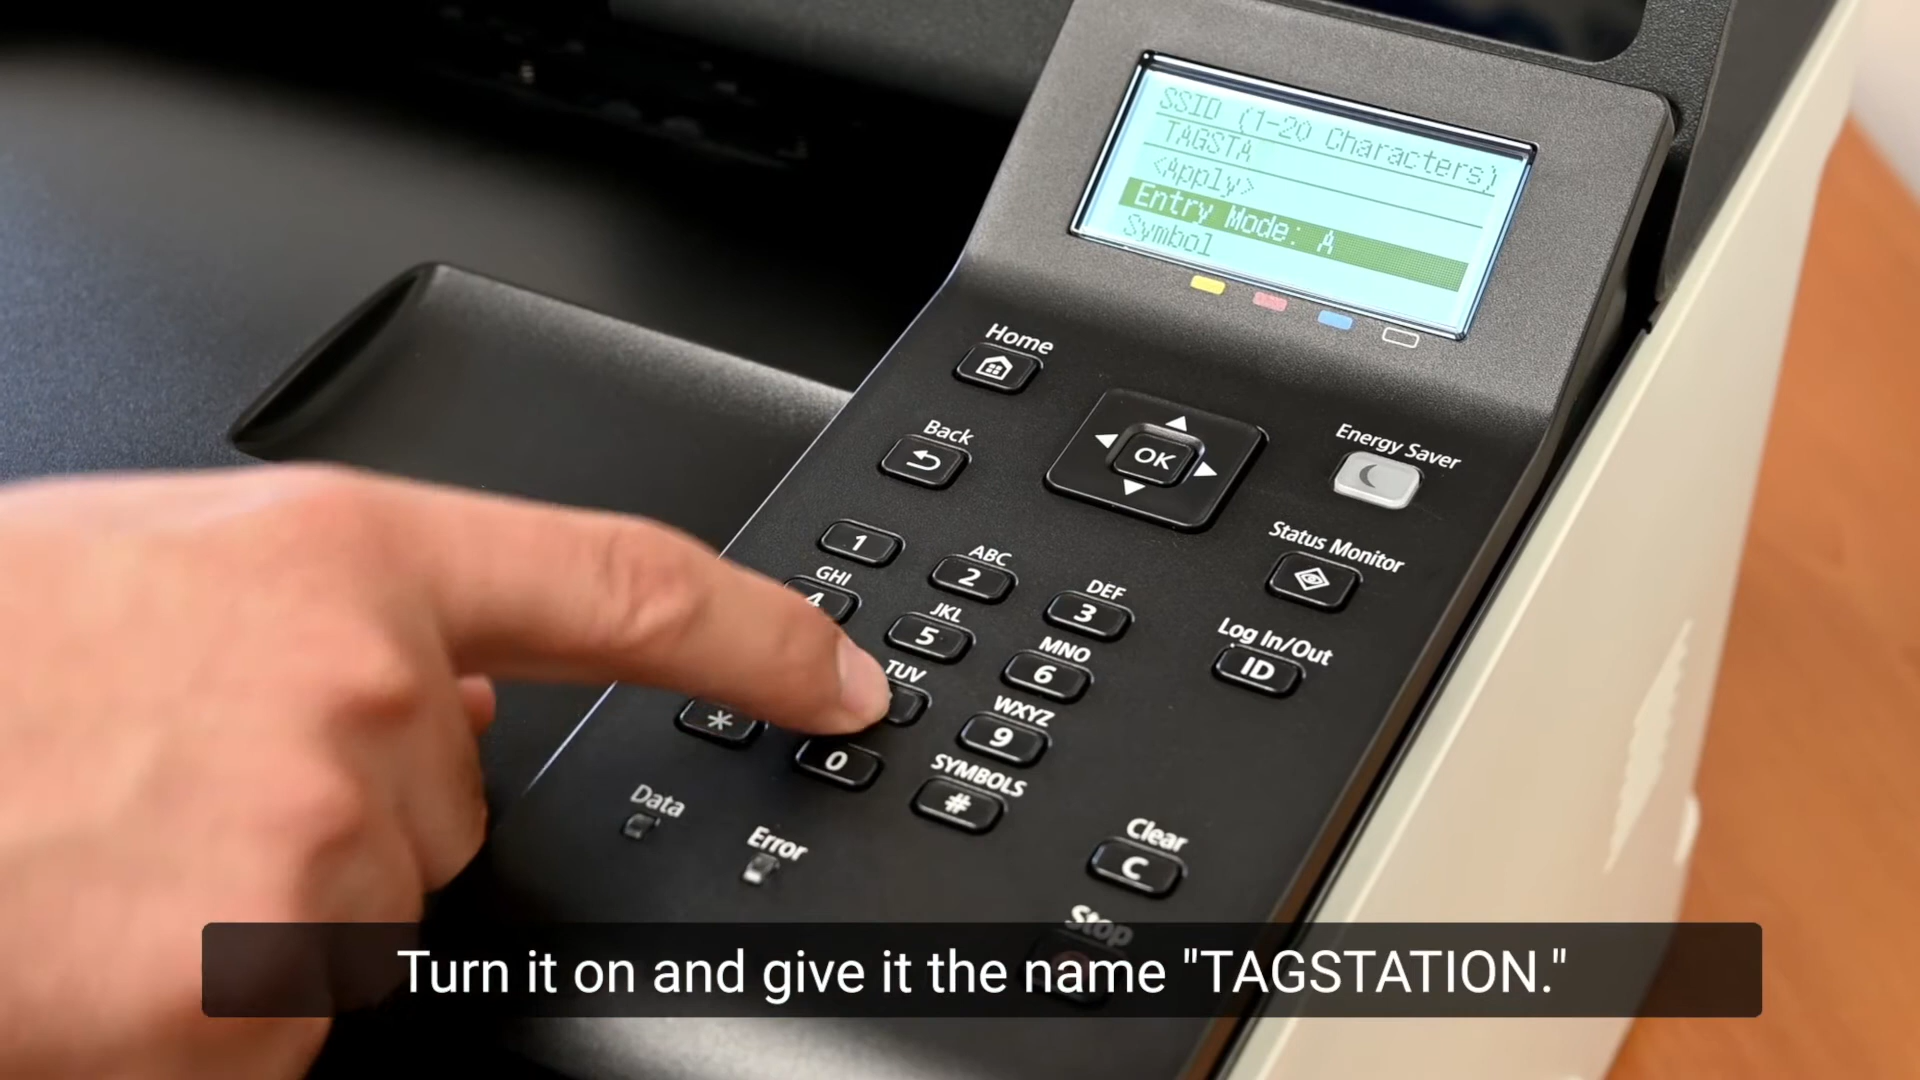 SSID (1-20 Characters)
TAGSTA
<Apply>
Entry Mode: A
Symbol
Home
Back
OK
Energy Saver
Status Monitor
Log In/Out
ID
1
ABC
2
DEF
3
GHI
4
JKL
5
MNO
6
TUV
WXYZ
9
*
0
SYMBOLS
#
Data
Error
Clear
C
Stop
Turn it on and give it the name "TAGSTATION."